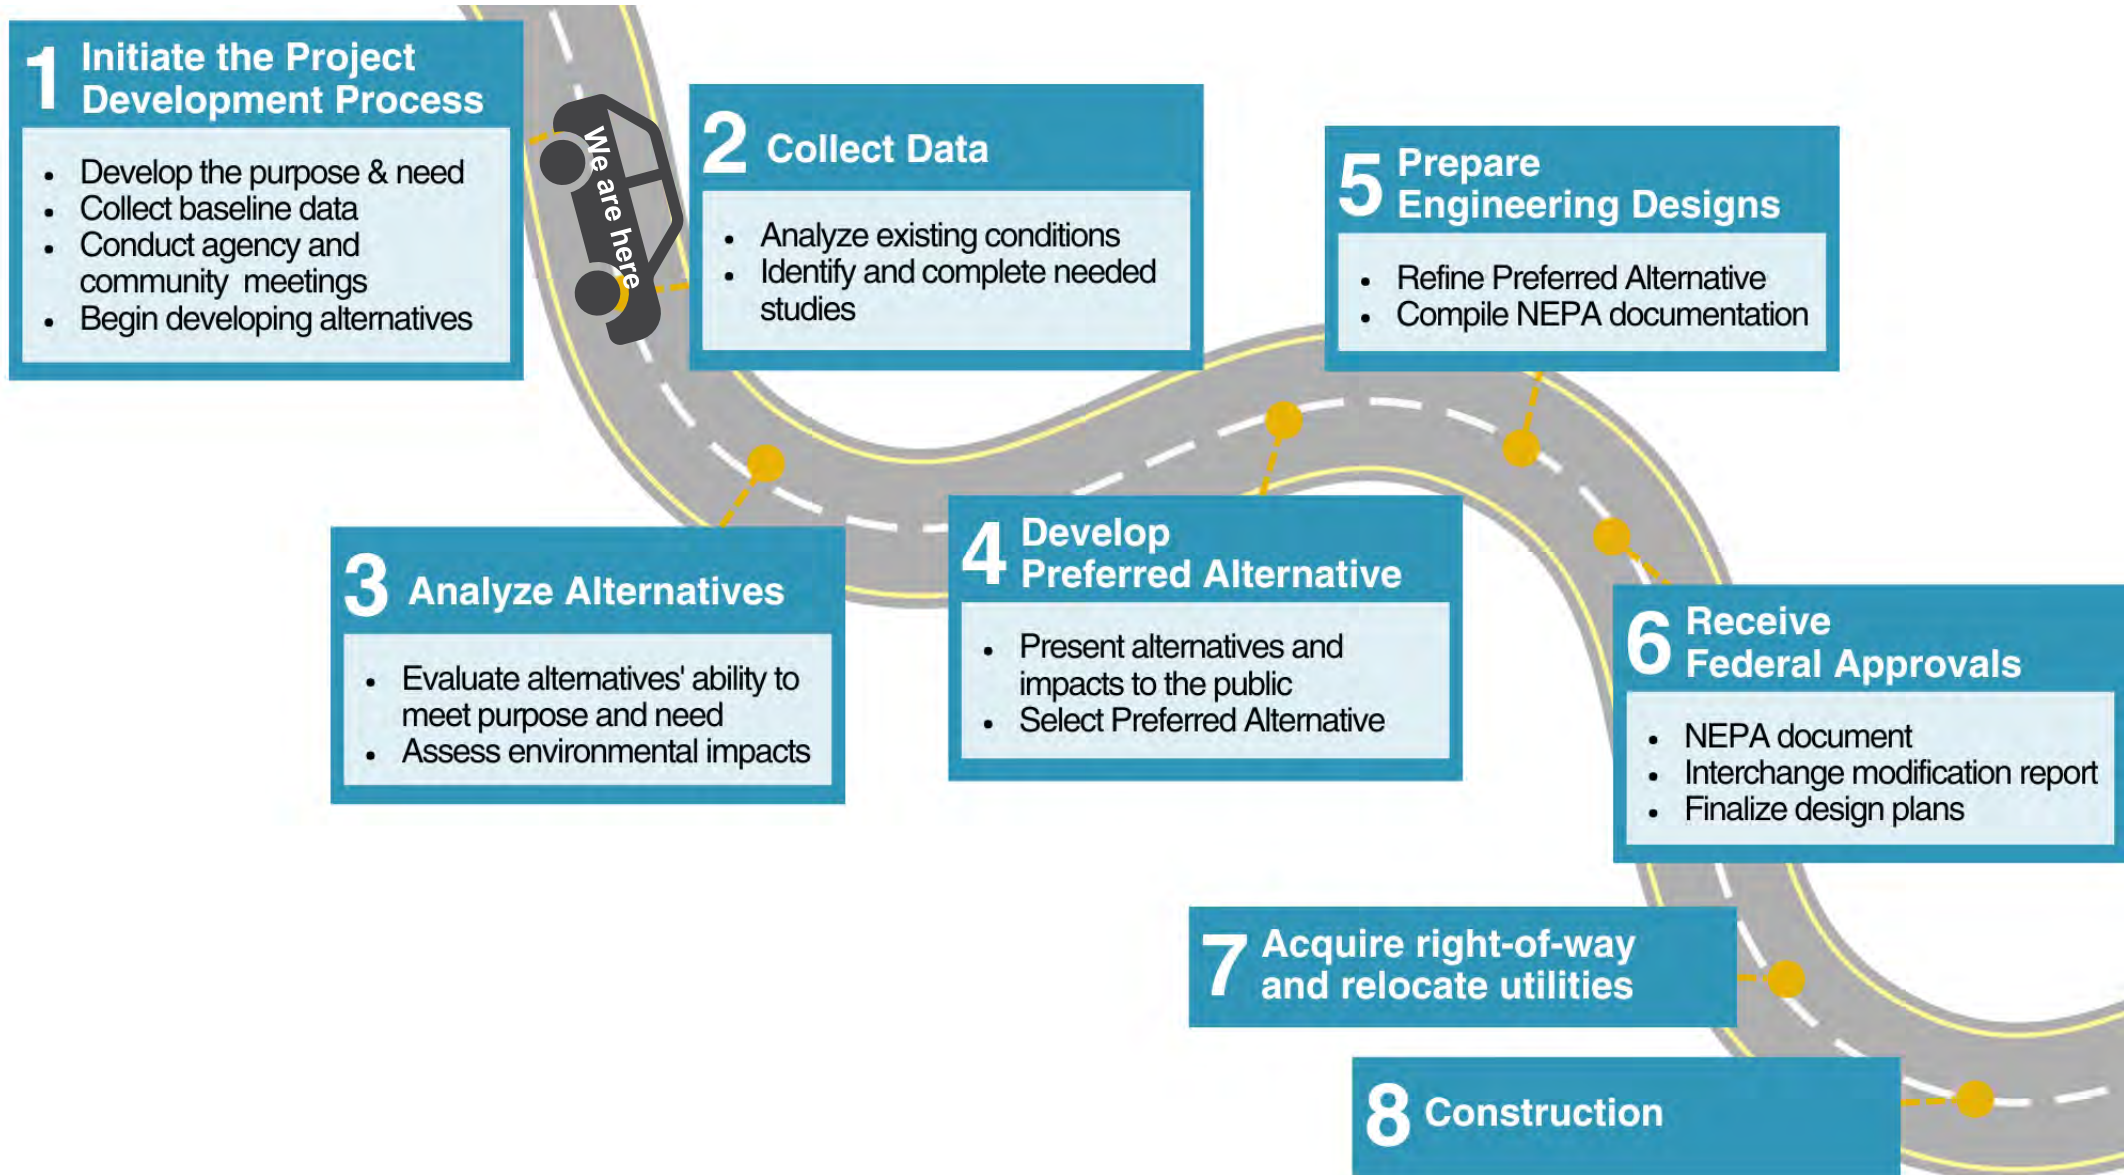 1 Initiate the Project
Development Process
• Develop the purpose & need
• Collect baseline data
• Conduct agency and
community meetings
• Begin developing alternatives
We are here
2 Collect Data
• Analyze existing conditions
• Identify and complete needed
studies
3 Analyze Alternatives
• Evaluate alternatives' ability to
meet purpose and need
• Assess environmental impacts
4 Develop
Preferred Alternative
• Present alternatives and
impacts to the public
• Select Preferred Alternative
5 Prepare
Engineering Designs
• Refine Preferred Alternative
• Compile NEPA documentation
6 Receive
Federal Approvals
• NEPA document
• Interchange modification report
• Finalize design plans
7 Acquire right-of-way
and relocate utilities
8 Construction